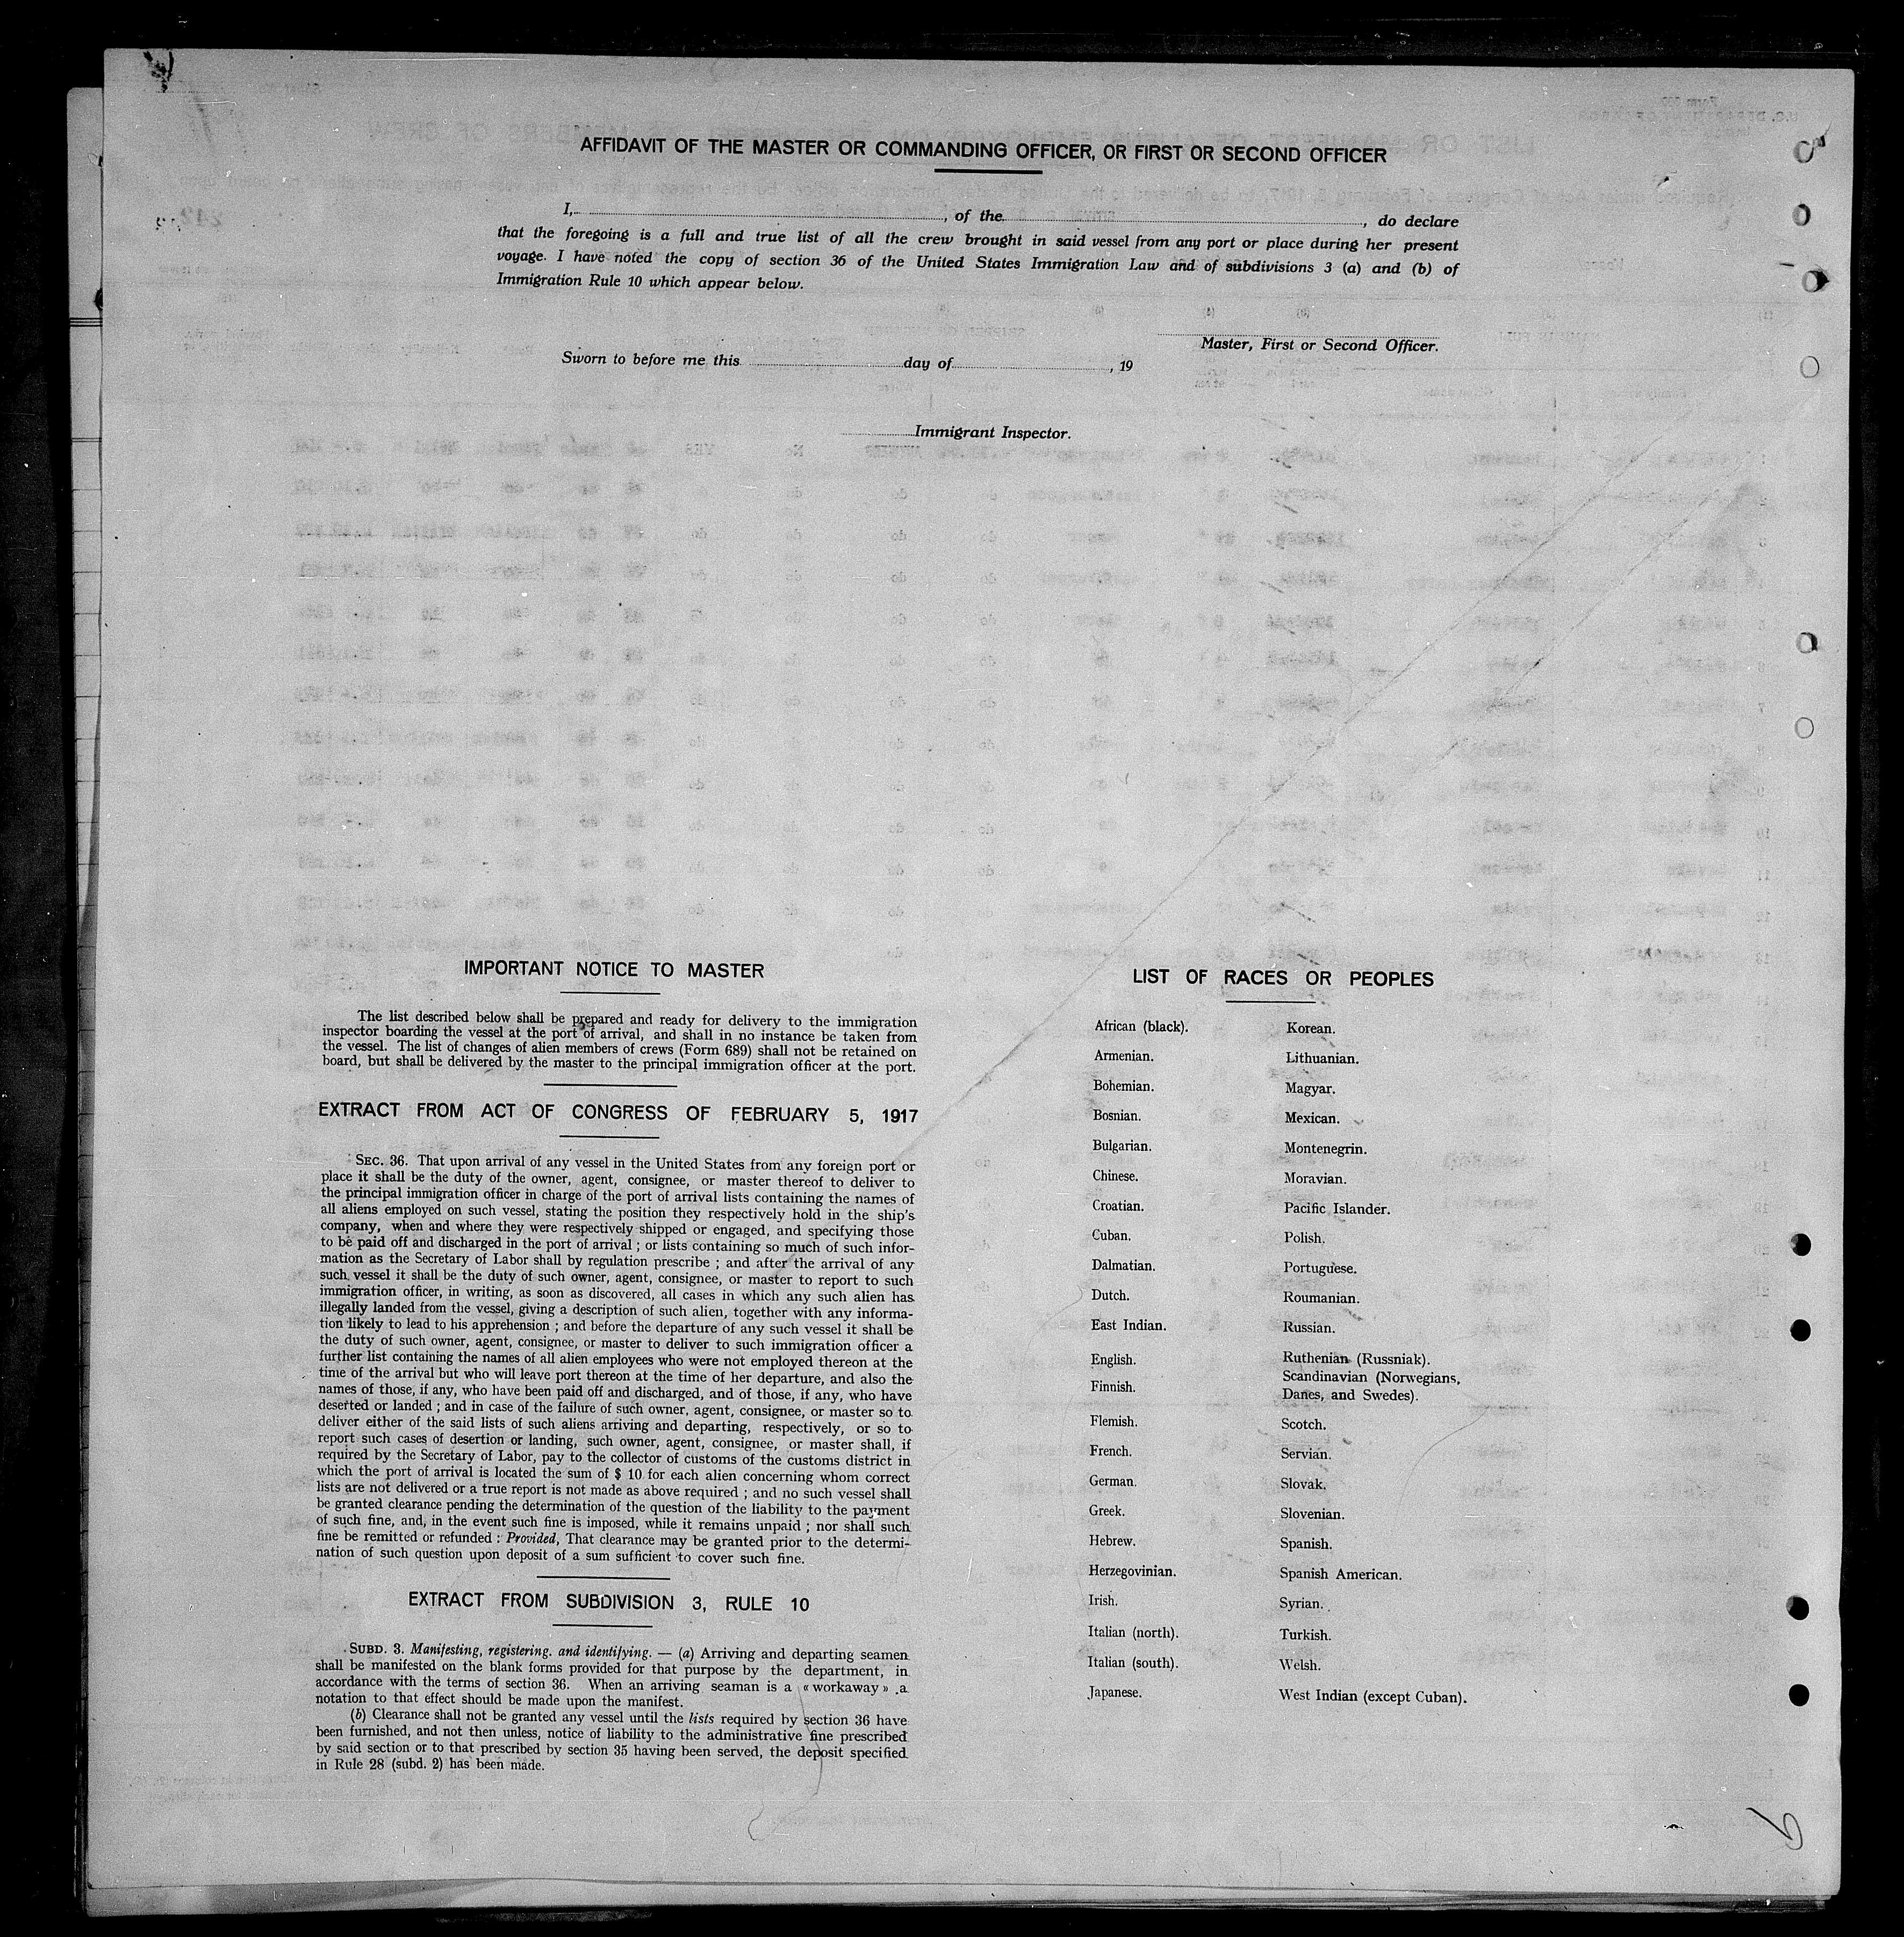 AFFIDAVIT OF THE MASTER OR COMMANDING OFFICER, OR FIRST OR SECOND OFFICER
I, , of the , do declare
that the foregoing is a full and true list of all the crew brought in said vessel from any port or place during her present
voyage. I have noted the copy of section 36 of the United States Immigration Law and of subdivisions 3 (a) and (b) of
Immigration Rule 10 which appear below.
Master, First or Second Officer.
Sworn to before me this day of , 19
Immigrant Inspector.
IMPORTANT NOTICE TO MASTER
The list described below shall be prepared and ready for delivery to the immigration
inspector boarding the vessel at the port of arrival, and shall in no instance be taken from
the vessel. The list of changes of alien members of crews (Form 689) shall not be retained on
board, but shall be delivered by the master to the principal immigration officer at the port.
EXTRACT FROM ACT OF CONGRESS OF FEBRUARY 5, 1917
SEC. 36. That upon arrival of any vessel in the United States from any foreign port or
place it shall be the duty of the owner, agent, consignee, or master thereof to deliver to
the principal immigration officer in charge of the port of arrival lists containing the names of
all aliens employed on such vessel, stating the position they respectively hold in the ship's
company, when and where they were respectively shipped or engaged, and specifying those
to be paid off and discharged in the port of arrival ; or lists containing so much of such infor-
mation as the Secretary of Labor shall by regulation prescribe ; and after the arrival of any
such vessel it shall be the duty of such owner, agent, consignee, or master to report to such
immigration officer, in writing, as soon as discovered, all cases in which any such alien has
illegally landed from the vessel, giving a description of such alien, together with any informa-
tion likely to lead to his apprehension ; and before the departure of any such vessel it shall be
the duty of such owner, agent, consignee, or master to deliver to such immigration officer a
further list containing the names of all alien employees who were not employed thereon at the
time of the arrival but who will leave port thereon at the time of her departure, and also the
names of those, if any, who have been paid off and discharged, and of those, if any, who have
deserted or landed ; and in case of the failure of such owner, agent, consignee, or master so to
deliver either of the said lists of such aliens arriving and departing, respectively, or so to
report such cases of desertion or landing, such owner, agent, consignee, or master shall, if
required by the Secretary of Labor, pay to the collector of customs of the customs district in
which the port of arrival is located the sum of $ 10 for each alien concerning whom correct
lists are not delivered or a true report is not made as above required ; and no such vessel shall
be granted clearance pending the determination of the question of the liability to the payment
of such fine, and, in the event such fine is imposed, while it remains unpaid ; nor shall such
fine be remitted or refunded : Provided, That clearance may be granted prior to the determi-
nation of such question upon deposit of a sum sufficient to cover such fine.
EXTRACT FROM SUBDIVISION 3, RULE 10
SUBD. 3. Manifesting, registering. and identifying. — (a) Arriving and departing seamen
shall be manifested on the blank forms provided for that purpose by the department, in
accordance with the terms of section 36. When an arriving seaman is a « workaway » a
notation to that effect should be made upon the manifest.
(b) Clearance shall not be granted any vessel until the lists required by section 36 have
been furnished, and not then unless, notice of liability to the administrative fine prescribed
by said section or to that prescribed by section 35 having been served, the deposit specified
in Rule 28 (subd. 2) has been made.
LIST OF RACES OR PEOPLES
African (black).
Armenian.
Bohemian.
Bosnian.
Bulgarian.
Chinese.
Croatian.
Cuban.
Dalmatian.
Dutch.
East Indian.
English.
Finnish.
Flemish.
French.
German.
Greek.
Hebrew.
Herzegovinian.
Irish.
Italian (north).
Italian (south).
Japanese.
Korean.
Lithuanian.
Magyar.
Mexican.
Montenegrin.
Moravian.
Pacific Islander.
Polish.
Portuguese.
Roumanian.
Russian.
Ruthenian (Russniak).
Scandinavian (Norwegians,
Danes, and Swedes).
Scotch.
Servian.
Slovak.
Slovenian.
Spanish.
Spanish American.
Syrian.
Turkish.
Welsh.
West Indian (except Cuban).